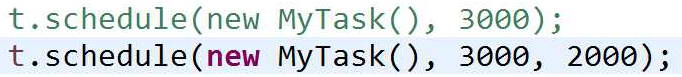 t.schedule(new MyTask(), 3000);
t.schedule(new MyTask(), 3000, 2000);